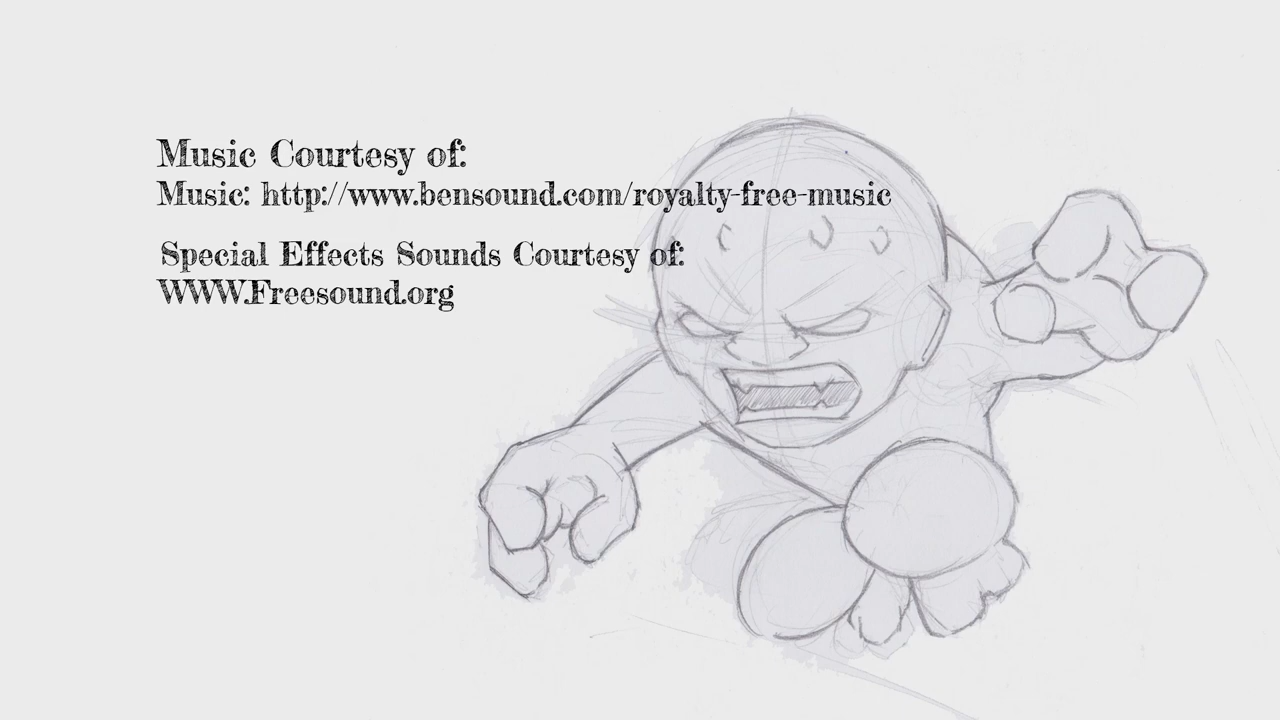 Music Courtesy of:
Music: http://www.bensound.com/royalty-free-music
Special Effects Sounds Courtesy of:
WWW.Freesound.org